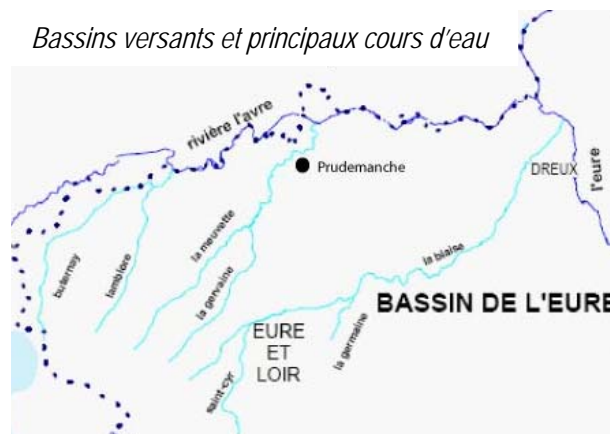 Bassins versants et principaux cours d'eau
rivière l'avre
Prudemanche
DREUX
l'eure
la meuvette
buternay
lamblore
la gervaine
la blaise
BASSIN DE L'EURE
EURE
ET
LOIR
la germaine
saint-cyr